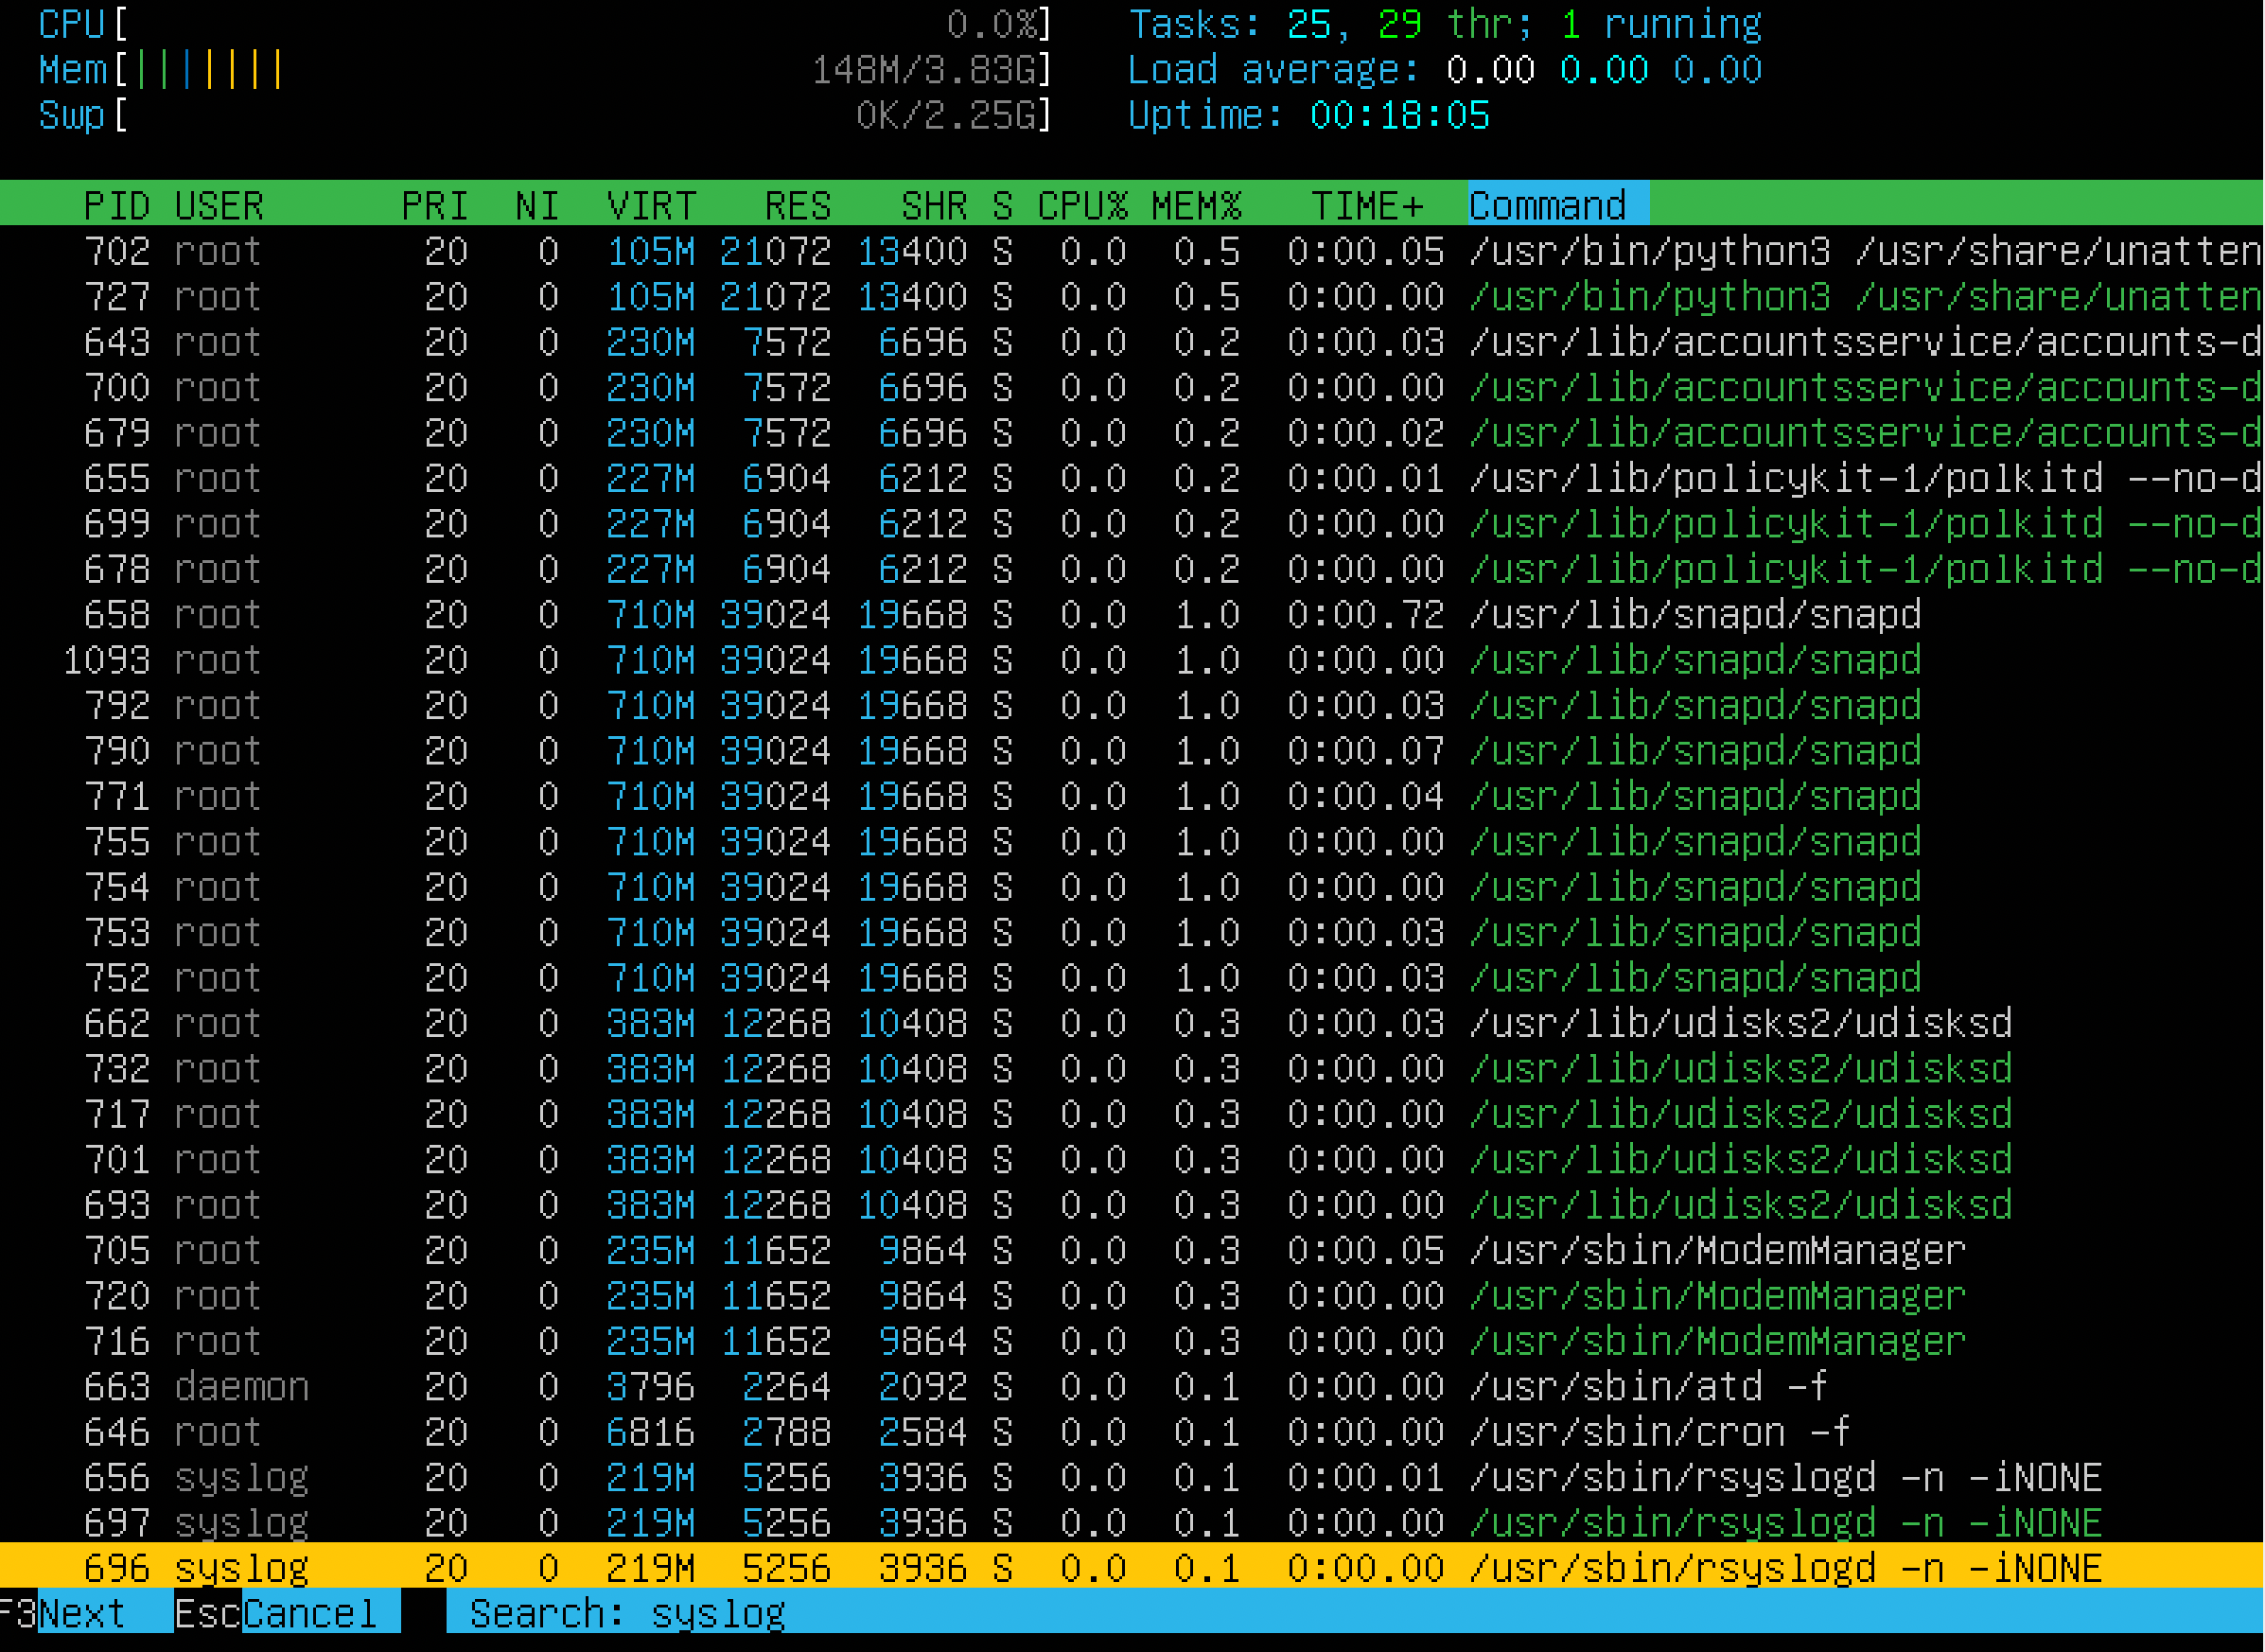 CPU[ 0.0%] Tasks: 25, 29 thr; 1 running
Mem[||||||| 148M/3.83G] Load average: 0.00 0.00 0.00
Swp[ 0K/2.25G] Uptime: 00:18:05
PID USER PRI NI VIRT RES SHR S CPU% MEM% TIME+ Command
702 root 20 0 105M 21072 13400 S 0.0 0.5 0:00.05 /usr/bin/python3 /usr/share/unatten
727 root 20 0 105M 21072 13400 S 0.0 0.5 0:00.00 /usr/bin/python3 /usr/share/unatten
643 root 20 0 230M 7572 6696 S 0.0 0.2 0:00.03 /usr/lib/accountsservice/accounts-d
700 root 20 0 230M 7572 6696 S 0.0 0.2 0:00.00 /usr/lib/accountsservice/accounts-d
679 root 20 0 230M 7572 6696 S 0.0 0.2 0:00.02 /usr/lib/accountsservice/accounts-d
655 root 20 0 227M 6904 6212 S 0.0 0.2 0:00.01 /usr/lib/policykit-1/polkitd --no-d
699 root 20 0 227M 6904 6212 S 0.0 0.2 0:00.00 /usr/lib/policykit-1/polkitd --no-d
678 root 20 0 227M 6904 6212 S 0.0 0.2 0:00.00 /usr/lib/policykit-1/polkitd --no-d
658 root 20 0 710M 39024 19668 S 0.0 1.0 0:00.72 /usr/lib/snapd/snapd
1093 root 20 0 710M 39024 19668 S 0.0 1.0 0:00.00 /usr/lib/snapd/snapd
792 root 20 0 710M 39024 19668 S 0.0 1.0 0:00.03 /usr/lib/snapd/snapd
790 root 20 0 710M 39024 19668 S 0.0 1.0 0:00.07 /usr/lib/snapd/snapd
771 root 20 0 710M 39024 19668 S 0.0 1.0 0:00.04 /usr/lib/snapd/snapd
755 root 20 0 710M 39024 19668 S 0.0 1.0 0:00.00 /usr/lib/snapd/snapd
754 root 20 0 710M 39024 19668 S 0.0 1.0 0:00.00 /usr/lib/snapd/snapd
753 root 20 0 710M 39024 19668 S 0.0 1.0 0:00.03 /usr/lib/snapd/snapd
752 root 20 0 710M 39024 19668 S 0.0 1.0 0:00.03 /usr/lib/snapd/snapd
662 root 20 0 383M 12268 10408 S 0.0 0.3 0:00.03 /usr/lib/udisks2/udisksd
732 root 20 0 383M 12268 10408 S 0.0 0.3 0:00.00 /usr/lib/udisks2/udisksd
717 root 20 0 383M 12268 10408 S 0.0 0.3 0:00.00 /usr/lib/udisks2/udisksd
701 root 20 0 383M 12268 10408 S 0.0 0.3 0:00.00 /usr/lib/udisks2/udisksd
693 root 20 0 383M 12268 10408 S 0.0 0.3 0:00.00 /usr/lib/udisks2/udisksd
705 root 20 0 235M 11652 9864 S 0.0 0.3 0:00.05 /usr/sbin/ModemManager
720 root 20 0 235M 11652 9864 S 0.0 0.3 0:00.00 /usr/sbin/ModemManager
716 root 20 0 235M 11652 9864 S 0.0 0.3 0:00.00 /usr/sbin/ModemManager
663 daemon 20 0 3796 2264 2092 S 0.0 0.1 0:00.00 /usr/sbin/atd -f
646 root 20 0 6816 2788 2584 S 0.0 0.1 0:00.00 /usr/sbin/cron -f
656 syslog 20 0 219M 5256 3936 S 0.0 0.1 0:00.01 /usr/sbin/rsyslogd -n -iNONE
697 syslog 20 0 219M 5256 3936 S 0.0 0.1 0:00.00 /usr/sbin/rsyslogd -n -iNONE
696 syslog 20 0 219M 5256 3936 S 0.0 0.1 0:00.00 /usr/sbin/rsyslogd -n -iNONE
F3Next EscCancel Search: syslog